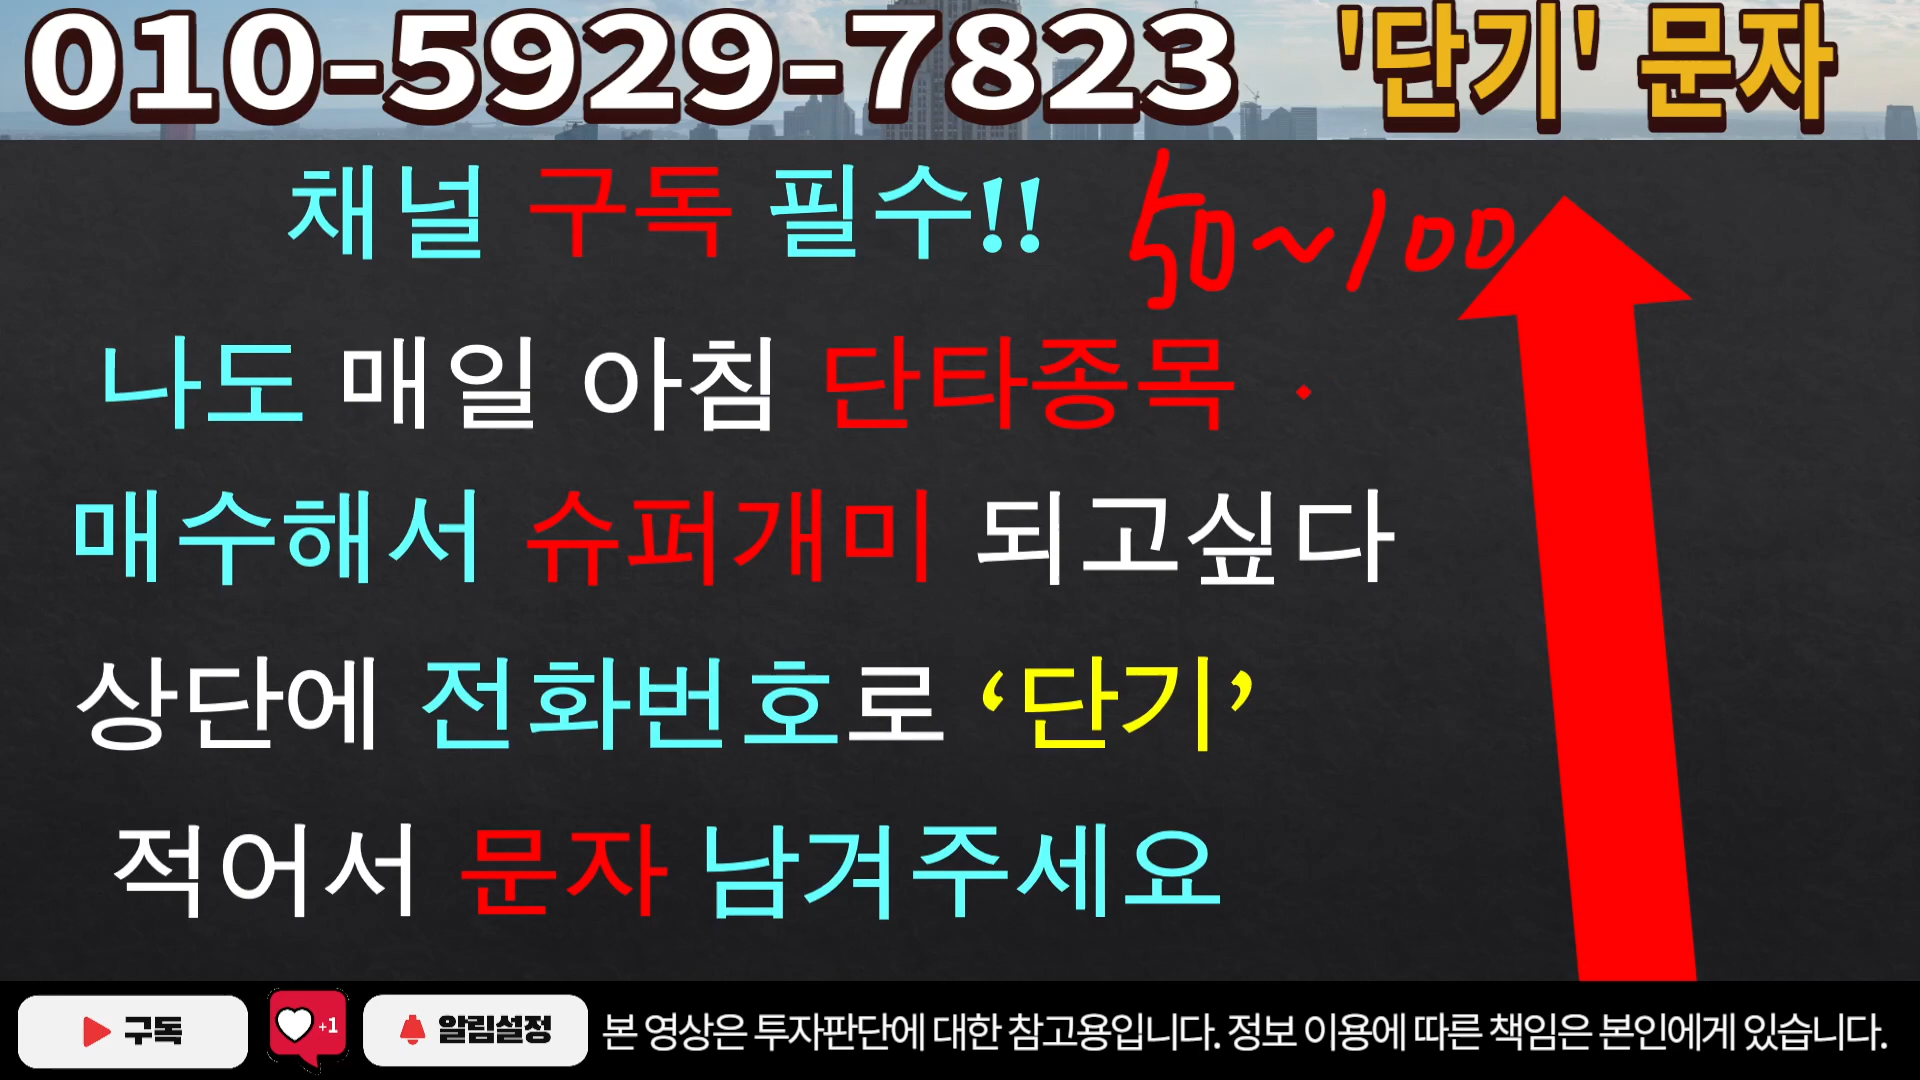 010-5929-7823 '단기' 문자
채널 구독 필수!! 50~100
나도 매일 아침 단타종목 ·
매수해서 슈퍼개미 되고싶다
상단에 전화번호로 ‘단기’
적어서 문자 남겨주세요
구독 +1 알림설정 본 영상은 투자판단에 대한 참고용입니다. 정보 이용에 따른 책임은 본인에게 있습니다.